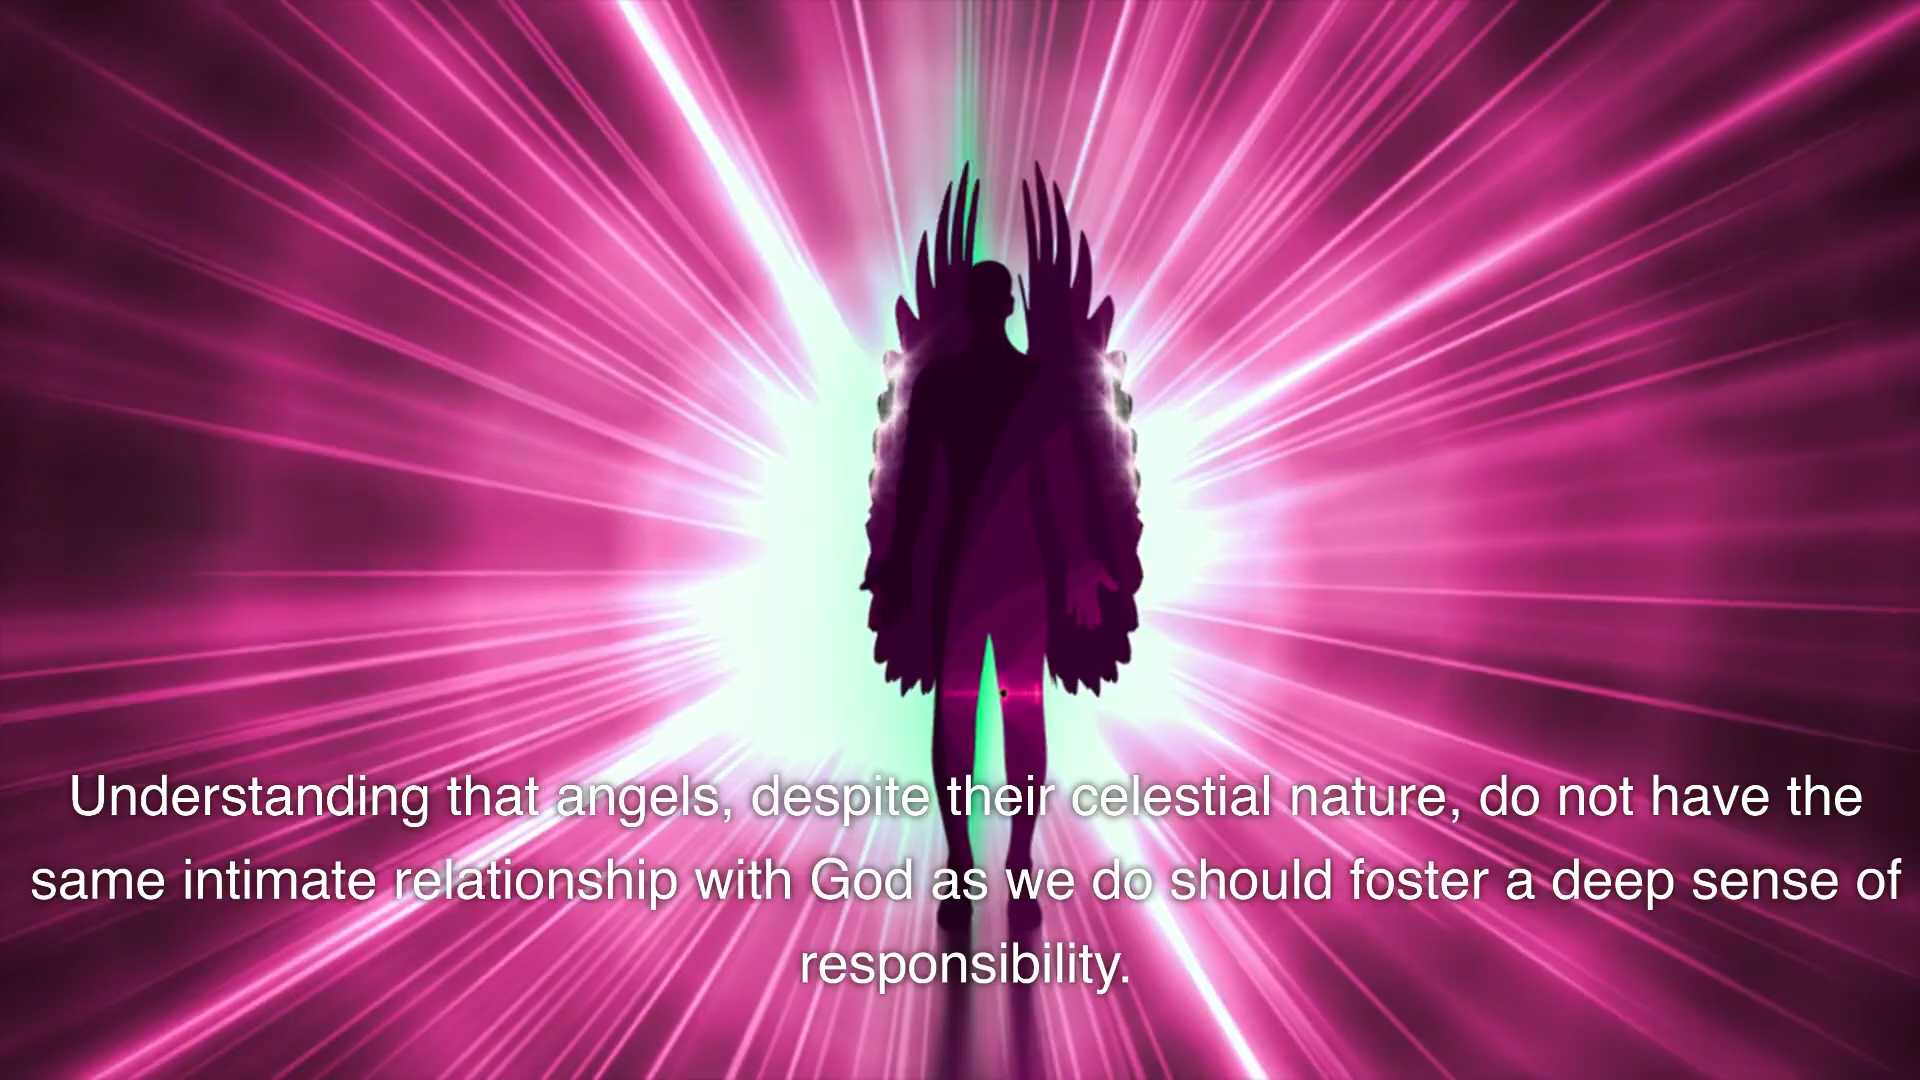 Understanding that angels, despite their celestial nature, do not have the
same intimate relationship with God as we do should foster a deep sense of
responsibility.